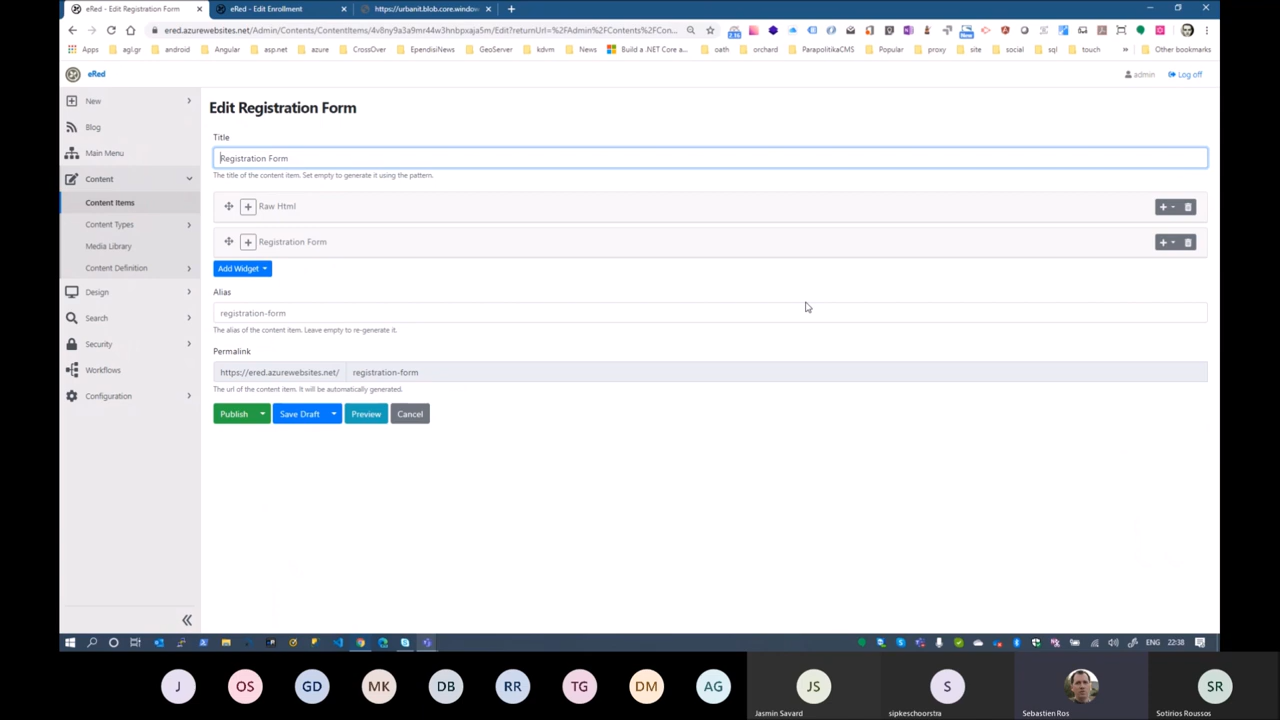 eRed - Edit Registration Form
eRed - Edit Enrollment
https://urbanit.blob.core.window
ered.azurewebsites.net/Admin/Contents/ContentItems/4v8ny9a3a9mr44w3hnbpxaja5m/Edit?returnUrl=%2FAdmin%2FContents%2FCon...
Apps
agl.gr
android
Angular
asp.net
azure
CrossOver
EpendisiNews
GeoServer
kdvm
News
Build a .NET Core a...
oath
orchard
ParapolitikaCMS
Popular
proxy
site
social
sql
touch
Other bookmarks
eRed
admin
Log off
New
Blog
Main Menu
Content
Content Items
Content Types
Media Library
Content Definition
Design
Search
Security
Workflows
Configuration
Edit Registration Form
Title
Registration Form
The title of the content item. Set empty to generate it using the pattern.
Raw Html
Registration Form
Add Widget
Alias
registration-form
The alias of the content item. Leave empty to re-generate it.
Permalink
https://ered.azurewebsites.net/ registration-form
The url of the content item. It will be automatically generated.
Publish
Save Draft
Preview
Cancel
ENG
22:38
J
OS
GD
MK
DB
RR
TG
DM
AG
JS
Jasmin Savard
S
sipkeschoorstra
Sebastien Ros
SR
Sotirios Roussos